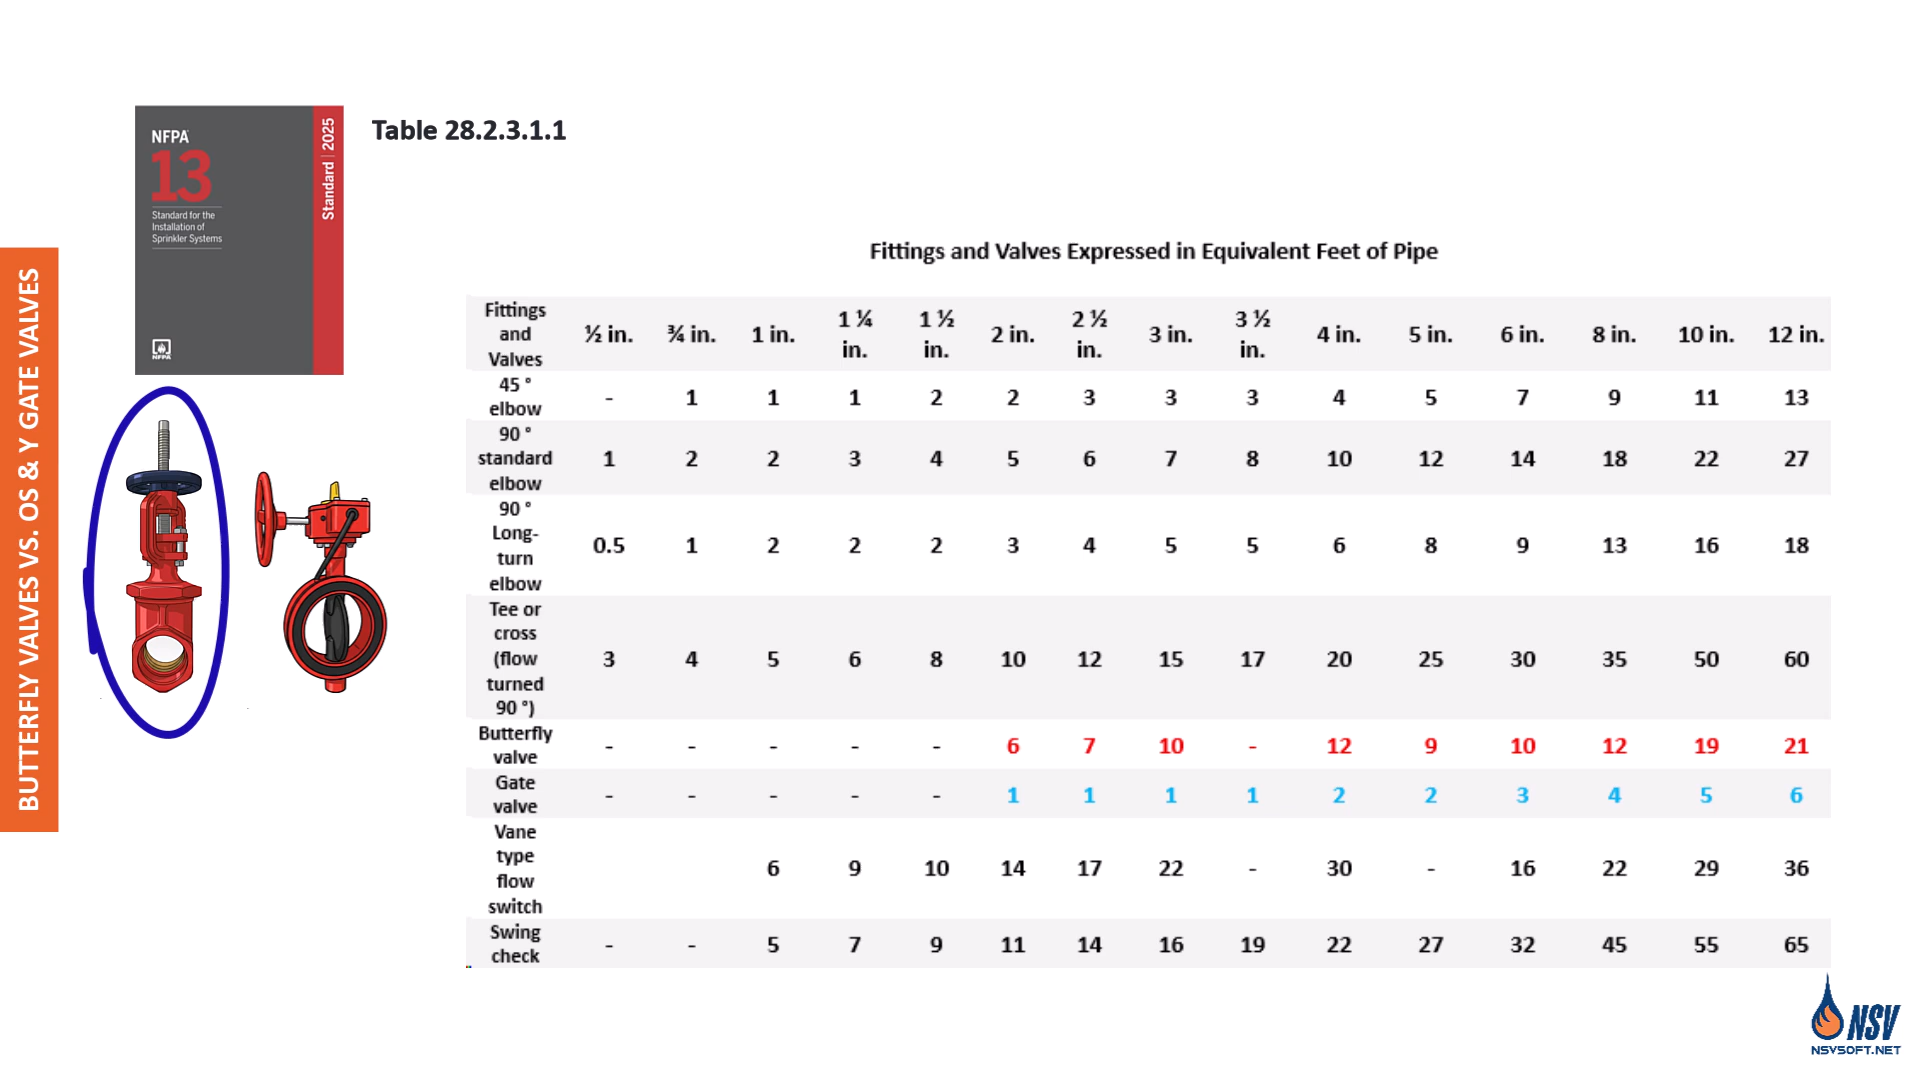 NFPA
13
Standard for the
Installation of
Sprinkler Systems
Standard | 2025
NFPA
Table 28.2.3.1.1
BUTTERFLY VALVES VS. OS & Y GATE VALVES
Fittings and Valves Expressed in Equivalent Feet of Pipe
Fittings and Valves ½ in. ¾ in. 1 in. 1 ¼ in. 1 ½ in. 2 in. 2 ½ in. 3 in. 3 ½ in. 4 in. 5 in. 6 in. 8 in. 10 in. 12 in.
45 ° elbow - 1 1 1 2 2 3 3 3 4 5 7 9 11 13
90 ° standard elbow 1 2 2 3 4 5 6 7 8 10 12 14 18 22 27
90 ° Long-turn elbow 0.5 1 2 2 2 3 4 5 5 6 8 9 13 16 18
Tee or cross (flow turned 90 °) 3 4 5 6 8 10 12 15 17 20 25 30 35 50 60
Butterfly valve - - - - - 6 7 10 - 12 9 10 12 19 21
Gate valve - - - - - 1 1 1 1 2 2 3 4 5 6
Vane type flow switch 6 9 10 14 17 22 - 30 - 16 22 29 36
Swing check - - 5 7 9 11 14 16 19 22 27 32 45 55 65
NSV
NSVSOFT.NET